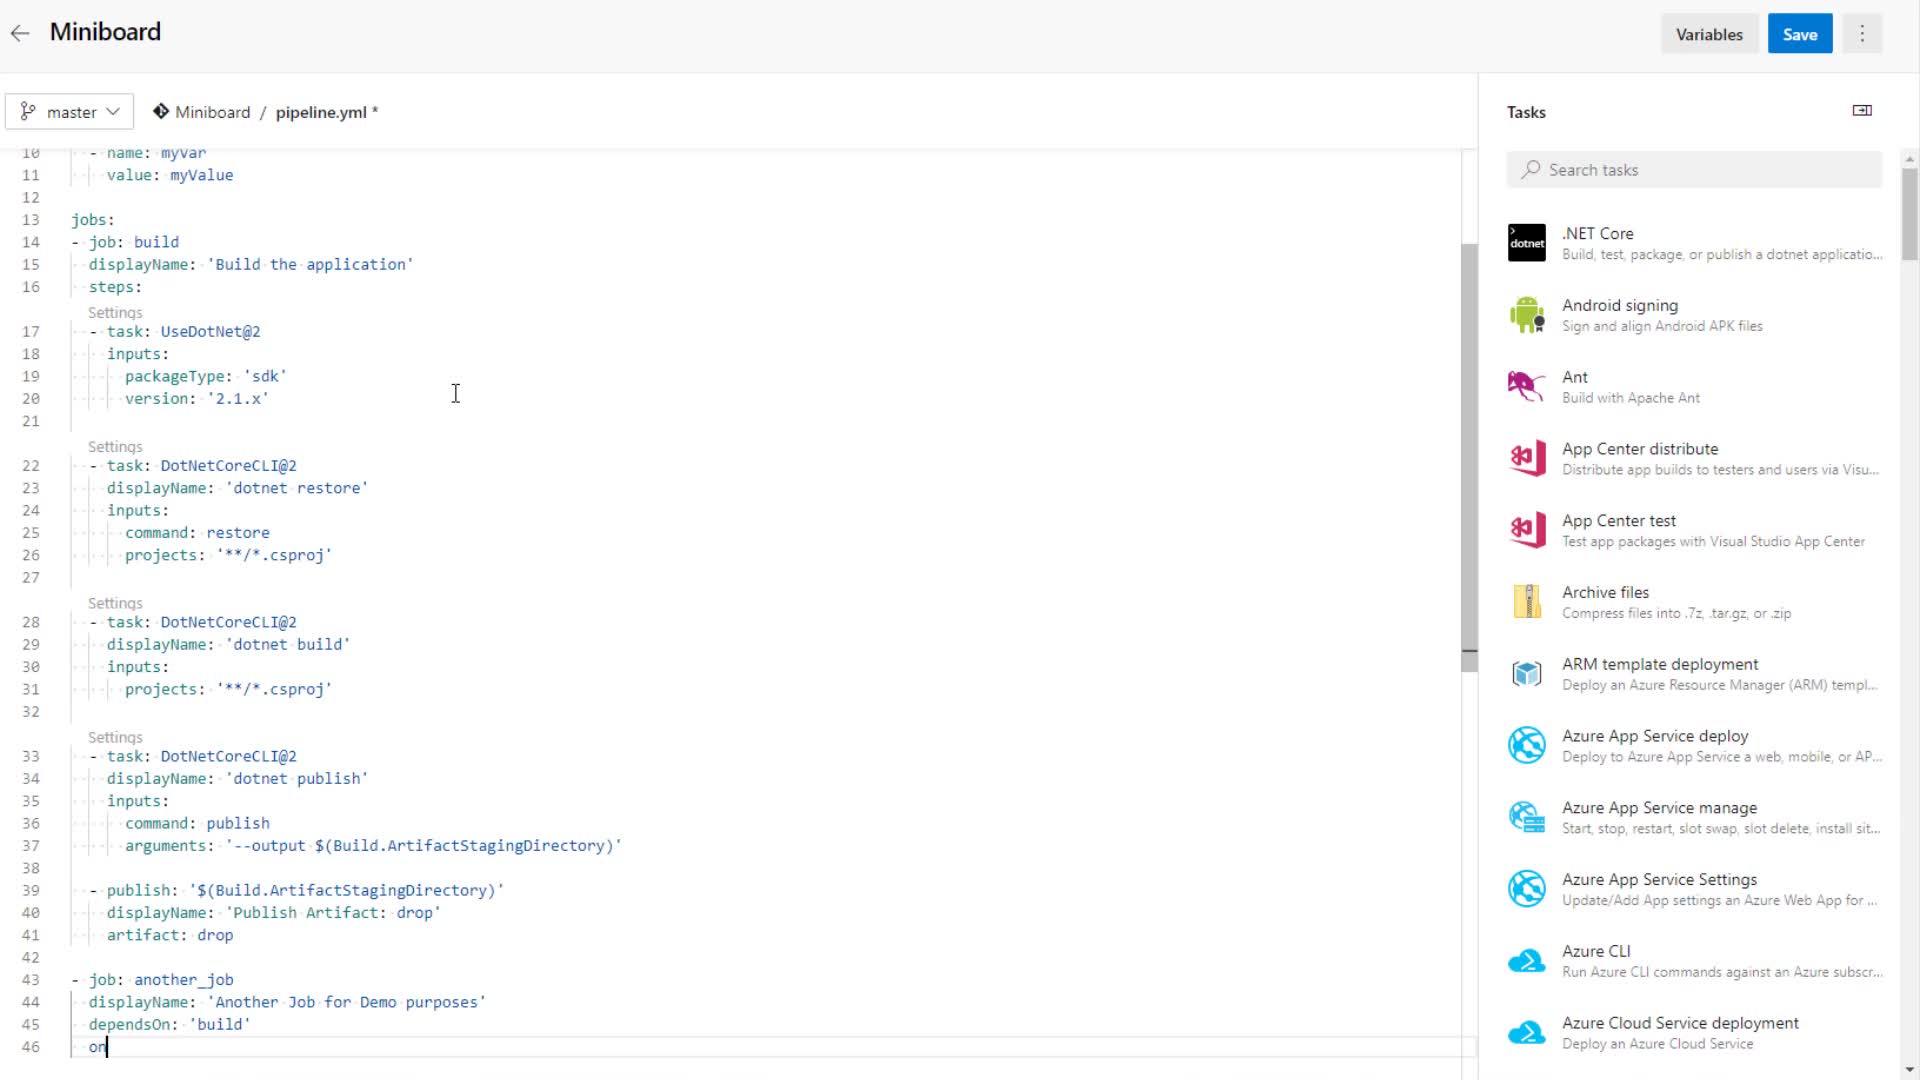 Miniboard
Variables
Save
master
Miniboard / pipeline.yml *
10 - name: myVar
11 value: myValue
12
13 jobs:
14 - job: build
15 displayName: 'Build the application'
16 steps:
Settings
17 - task: UseDotNet@2
18 inputs:
19 packageType: 'sdk'
20 version: '2.1.x'
21
Settings
22 - task: DotNetCoreCLI@2
23 displayName: 'dotnet restore'
24 inputs:
25 command: restore
26 projects: '**/*.csproj'
27
Settings
28 - task: DotNetCoreCLI@2
29 displayName: 'dotnet build'
30 inputs:
31 projects: '**/*.csproj'
32
Settings
33 - task: DotNetCoreCLI@2
34 displayName: 'dotnet publish'
35 inputs:
36 command: publish
37 arguments: '--output $(Build.ArtifactStagingDirectory)'
38
39 - publish: '$(Build.ArtifactStagingDirectory)'
40 displayName: 'Publish Artifact: drop'
41 artifact: drop
42
43 - job: another_job
44 displayName: 'Another Job for Demo purposes'
45 dependsOn: 'build'
46 on
Tasks
Search tasks
dotnet
.NET Core
Build, test, package, or publish a dotnet applicatio...
Android signing
Sign and align Android APK files
Ant
Build with Apache Ant
App Center distribute
Distribute app builds to testers and users via Visu...
App Center test
Test app packages with Visual Studio App Center
Archive files
Compress files into .7z, .tar.gz, or .zip
ARM template deployment
Deploy an Azure Resource Manager (ARM) templ...
Azure App Service deploy
Deploy to Azure App Service a web, mobile, or AP...
Azure App Service manage
Start, stop, restart, slot swap, slot delete, install sit...
Azure App Service Settings
Update/Add App settings an Azure Web App for ...
Azure CLI
Run Azure CLI commands against an Azure subscr...
Azure Cloud Service deployment
Deploy an Azure Cloud Service